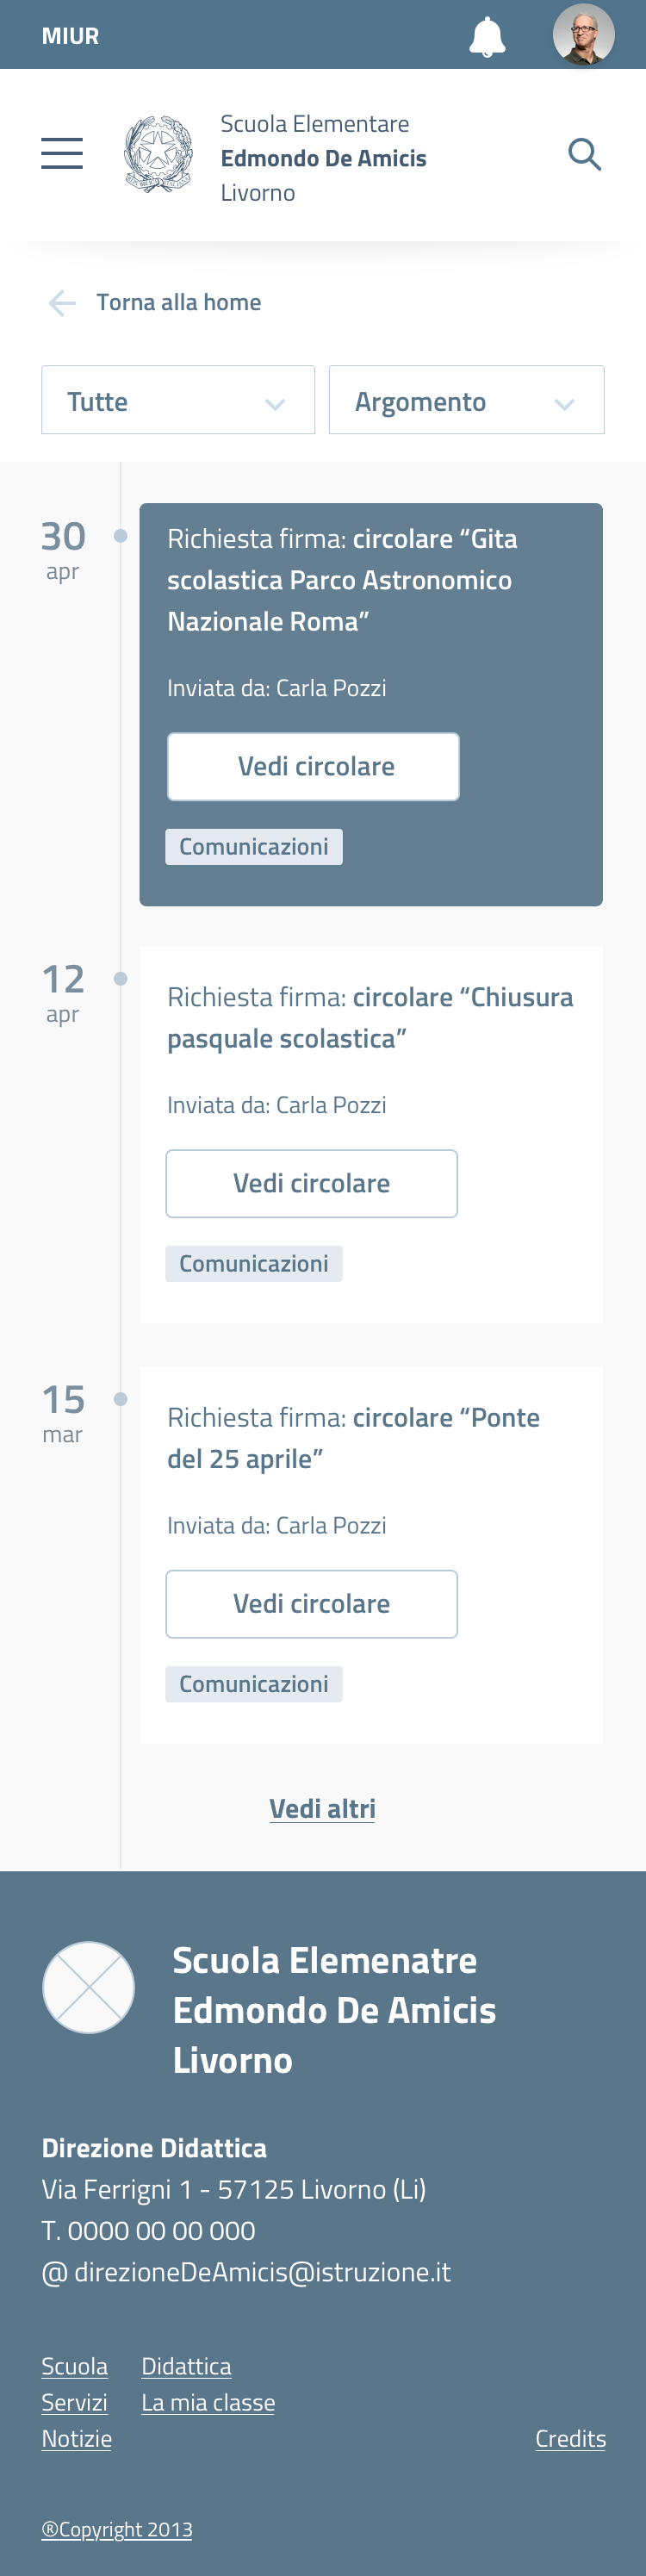 MIUR
Scuola Elementare
Edmondo De Amicis
Livorno
Torna alla home
Tutte
Argomento
30
apr
Richiesta firma: circolare “Gita
scolastica Parco Astronomico
Nazionale Roma”
Inviata da: Carla Pozzi
Vedi circolare
Comunicazioni
12
apr
Richiesta firma: circolare “Chiusura
pasquale scolastica”
Inviata da: Carla Pozzi
Vedi circolare
Comunicazioni
15
mar
Richiesta firma: circolare “Ponte
del 25 aprile”
Inviata da: Carla Pozzi
Vedi circolare
Comunicazioni
Vedi altri
Scuola Elemenatre
Edmondo De Amicis
Livorno
Direzione Didattica
Via Ferrigni 1 - 57125 Livorno (Li)
T. 0000 00 00 000
@ direzioneDeAmicis@istruzione.it
Scuola Didattica
Servizi La mia classe
Notizie Credits
®Copyright 2013